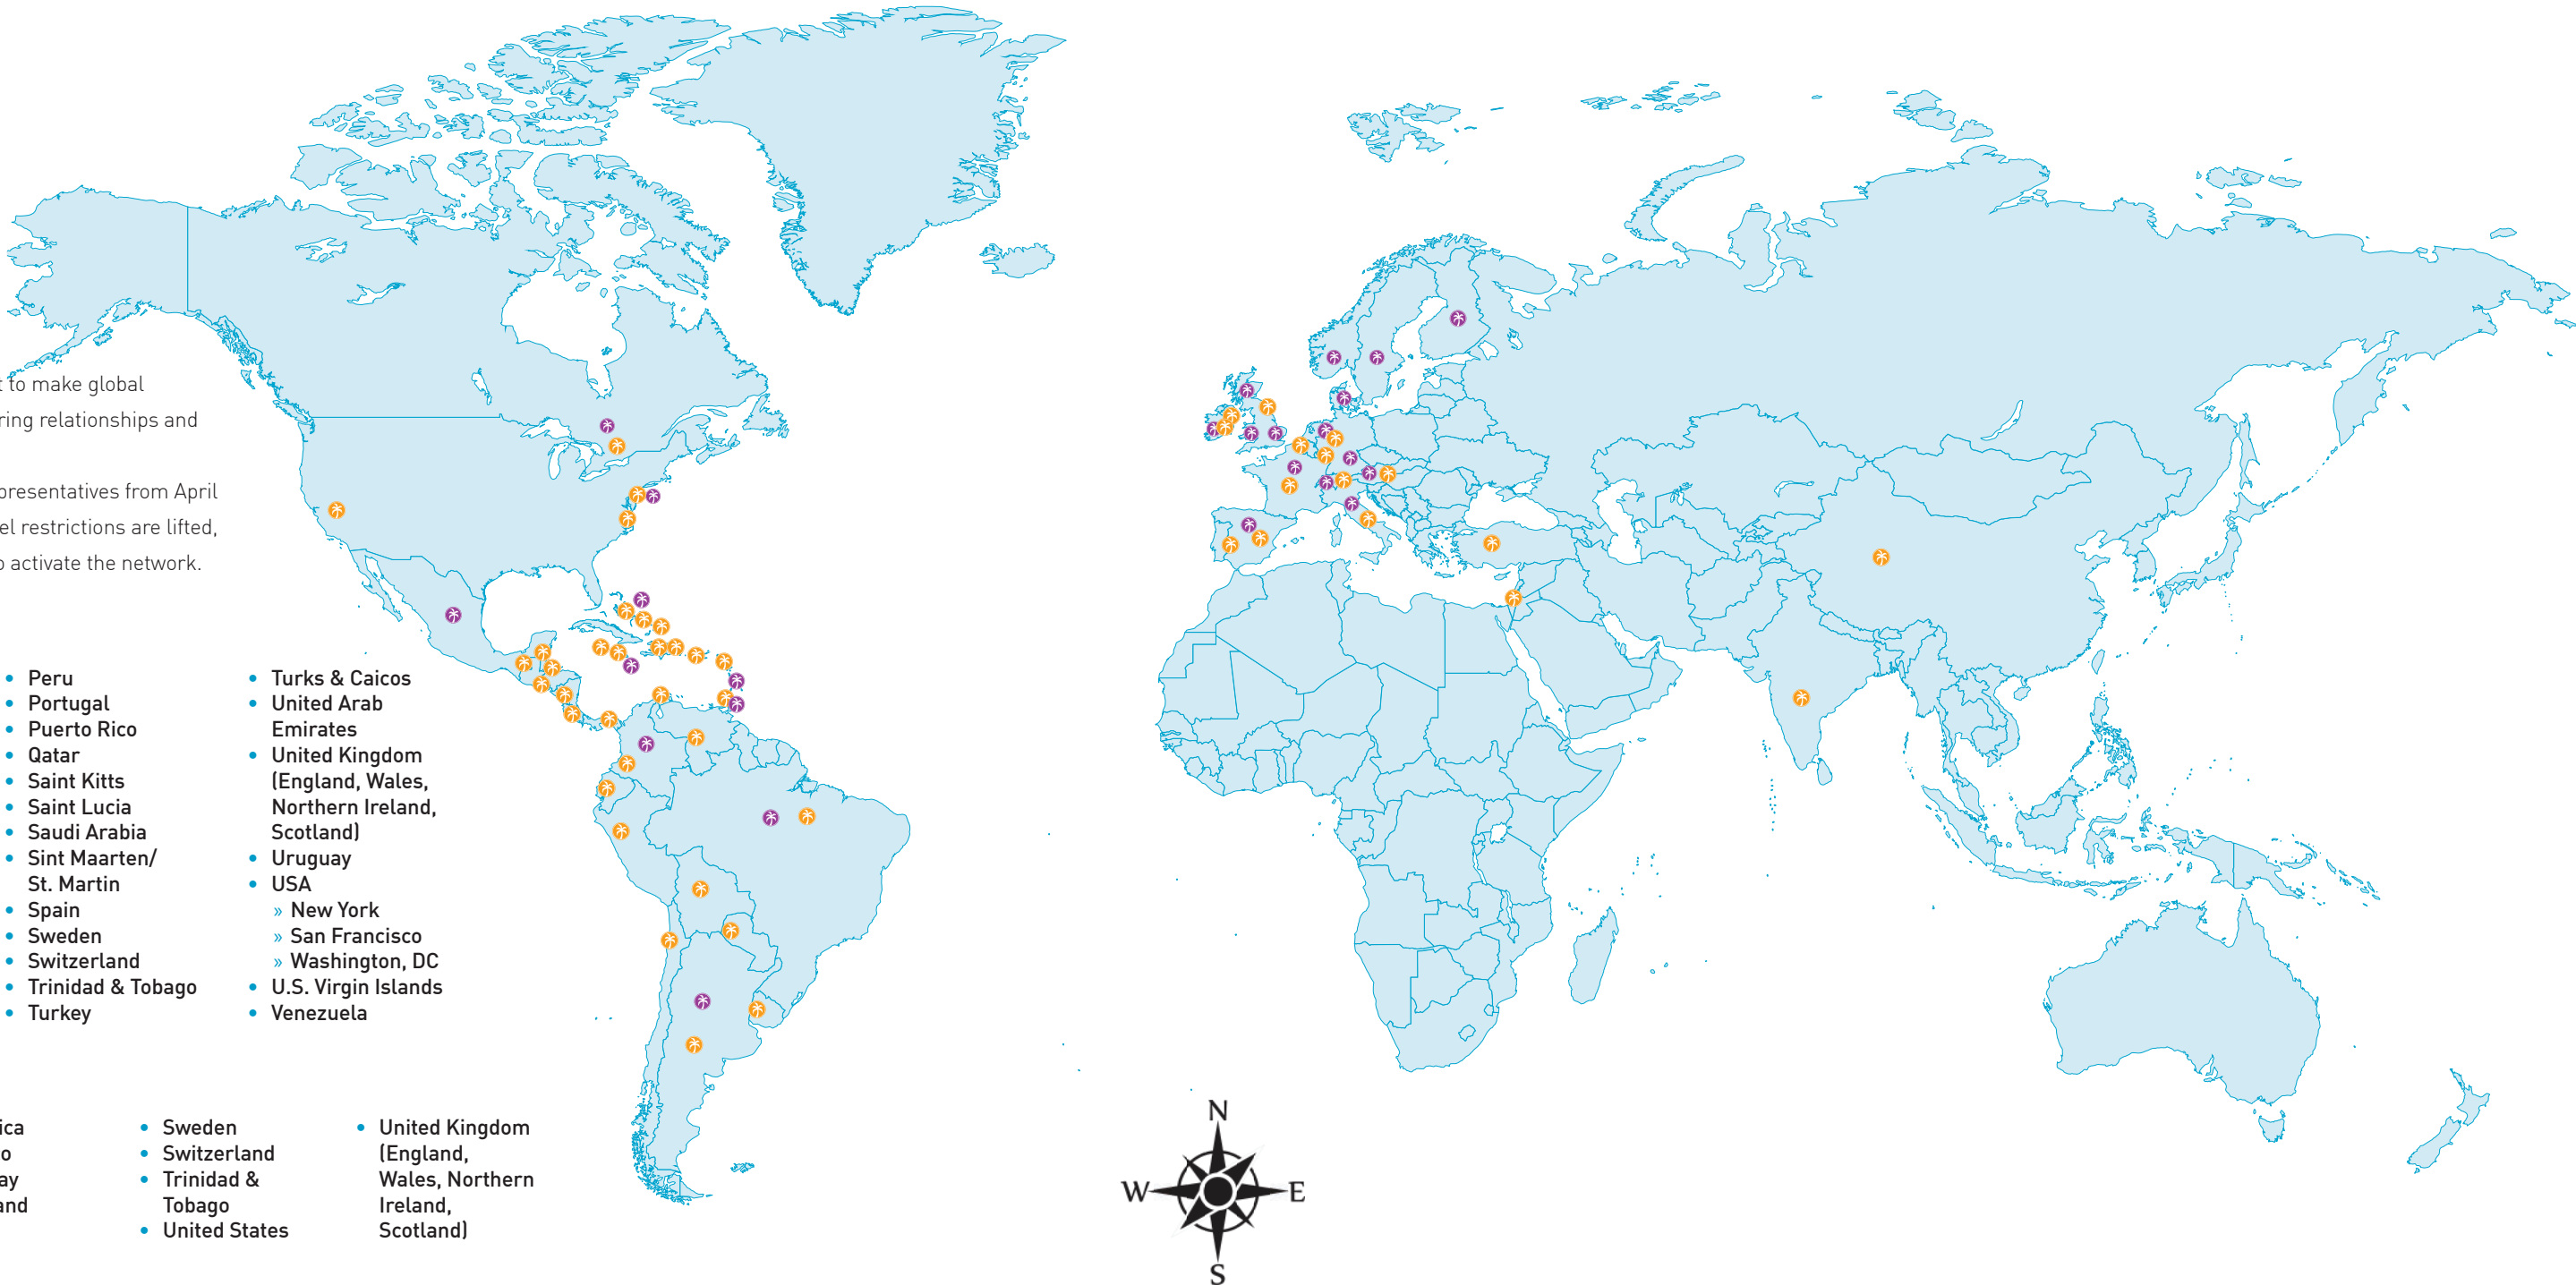 t to make global
ring relationships and
presentatives from April
el restrictions are lifted,
o activate the network.
• Peru
• Portugal
• Puerto Rico
• Qatar
• Saint Kitts
• Saint Lucia
• Saudi Arabia
• Sint Maarten/
St. Martin
• Spain
• Sweden
• Switzerland
• Trinidad & Tobago
• Turkey
• Turks & Caicos
• United Arab
Emirates
• United Kingdom
(England, Wales,
Northern Ireland,
Scotland)
• Uruguay
• USA
» New York
» San Francisco
» Washington, DC
• U.S. Virgin Islands
• Venezuela
ica
o
ay
and
• Sweden
• Switzerland
• Trinidad &
Tobago
• United States
• United Kingdom
(England,
Wales, Northern
Ireland,
Scotland)
N
W E
S